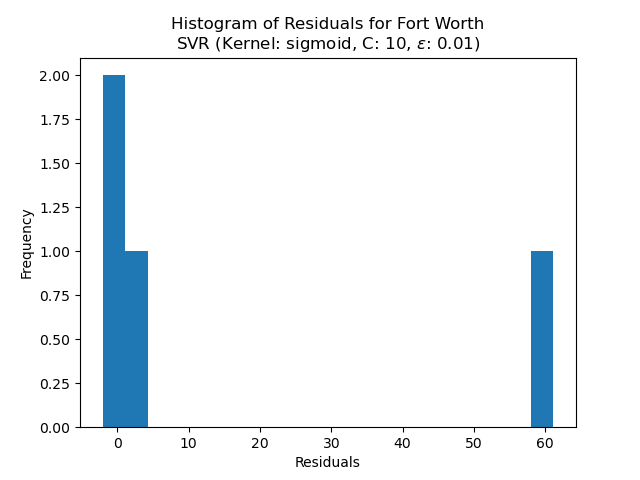 Histogram of Residuals for Fort Worth
SVR (Kernel: sigmoid, C: 10, ε: 0.01)
2.00
1.75
1.50
1.25
1.00
0.75
0.50
0.25
0.00
Frequency
0 10 20 30 40 50 60
Residuals